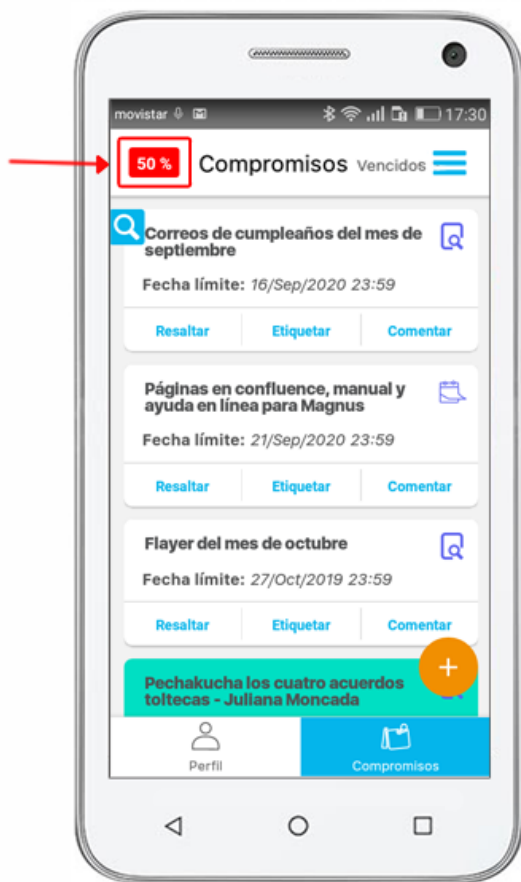 movistar 17:30
50 % Compromisos Vencidos
Correos de cumpleaños del mes de
septiembre
Fecha límite: 16/Sep/2020 23:59
Resaltar Etiquetar Comentar
Páginas en confluence, manual y
ayuda en línea para Magnus
Fecha límite: 21/Sep/2020 23:59
Resaltar Etiquetar Comentar
Flayer del mes de octubre
Fecha límite: 27/Oct/2019 23:59
Resaltar Etiquetar Comentar
+
Pechakucha los cuatro acuerdos
toltecas - Juliana Moncada
Perfil Compromisos